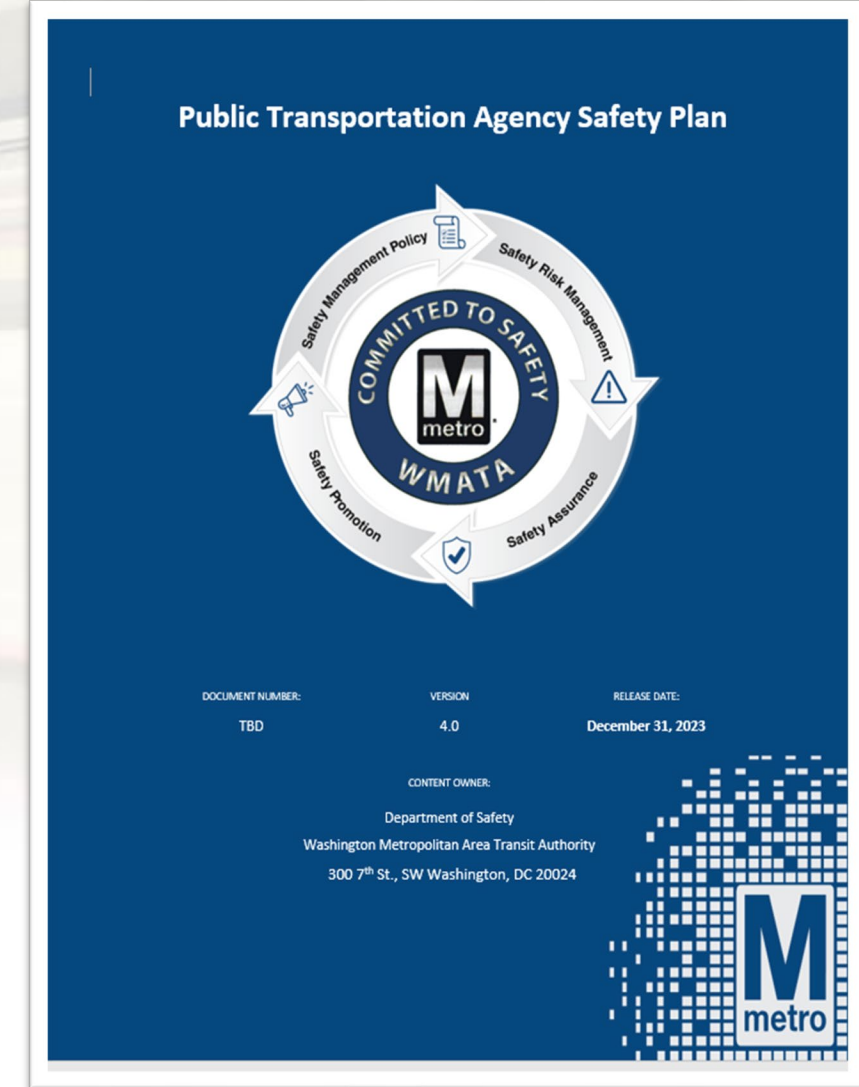 Public Transportation Agency Safety Plan
Safety Management Policy
Safety Risk Management
Safety Assurance
Safety Promotion
COMMITTED TO SAFETY
M
metro
WMATA
DOCUMENT NUMBER:
VERSION
RELEASE DATE:
TBD
4.0
December 31, 2023
CONTENT OWNER:
Department of Safety
Washington Metropolitan Area Transit Authority
300 7th St., SW Washington, DC 20024
M
metro